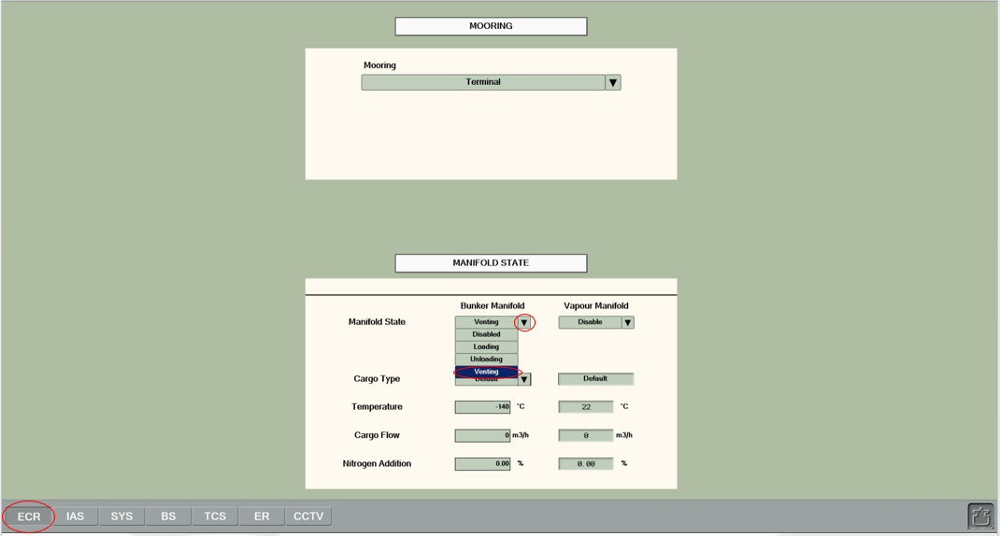 MOORING
Mooring
Terminal
MANIFOLD STATE
Bunker Manifold Vapour Manifold
Manifold State Venting Disable
Disabled
Loading
Unloading
Venting
Cargo Type Default Default
Temperature -140 °C 22 °C
Cargo Flow 0 m3/h 0 m3/h
Nitrogen Addition 0.00 % 0.00 %
ECR IAS SYS BS TCS ER CCTV